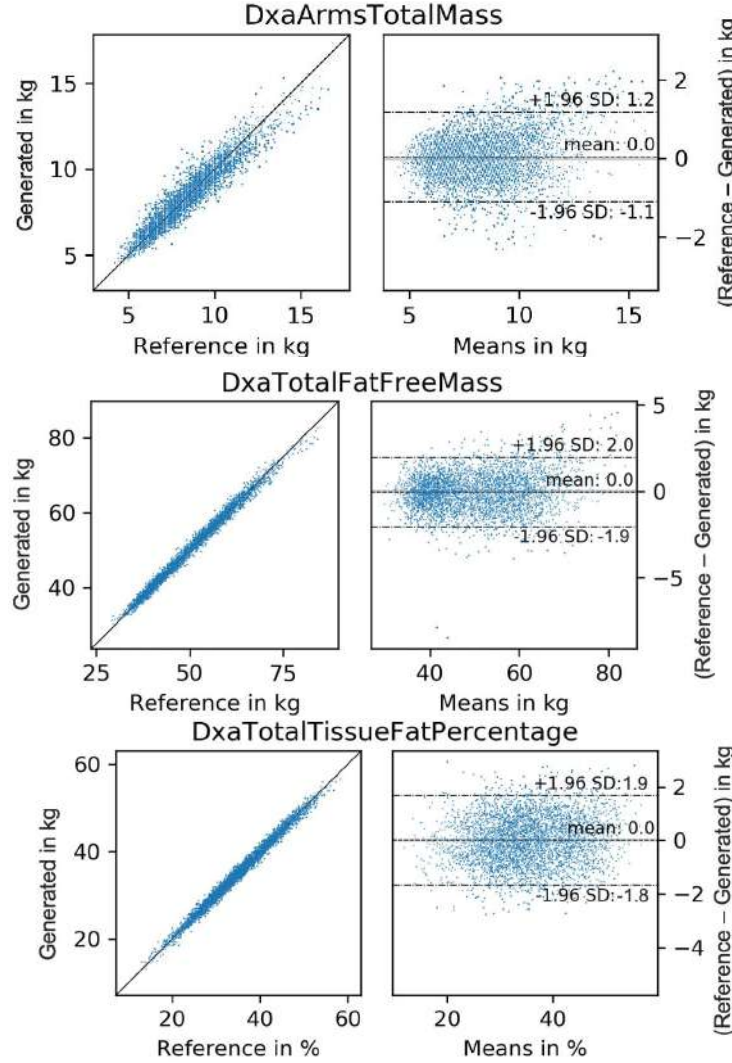 DxaArmsTotalMass
Generated in kg
15
10
5
5 10 15
Reference in kg
+1.96 SD: 1.2
mean: 0.0
-1.96 SD: -1.1
2
0
−2
5 10 15
Means in kg
(Reference – Generated) in kg
DxaTotalFatFreeMass
Generated in kg
80
60
40
25 50 75
Reference in kg
+1.96 SD: 2.0
mean: 0.0
-1.96 SD: -1.9
5
0
−5
40 60 80
Means in kg
(Reference – Generated) in kg
DxaTotalTissueFatPercentage
Generated in kg
60
40
20
20 40 60
Reference in %
+1.96 SD:1.9
mean: 0.0
-1.96 SD: -1.8
2
0
−2
−4
20 40
Means in %
(Reference – Generated) in kg